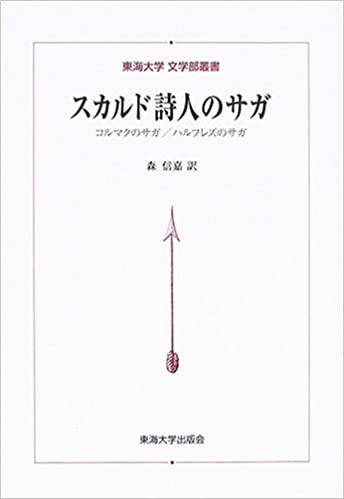 東海大学 文学部叢書
スカルド詩人のサガ
コルマクのサガ／ハルフレズのサガ
森 信嘉 訳
東海大学出版会